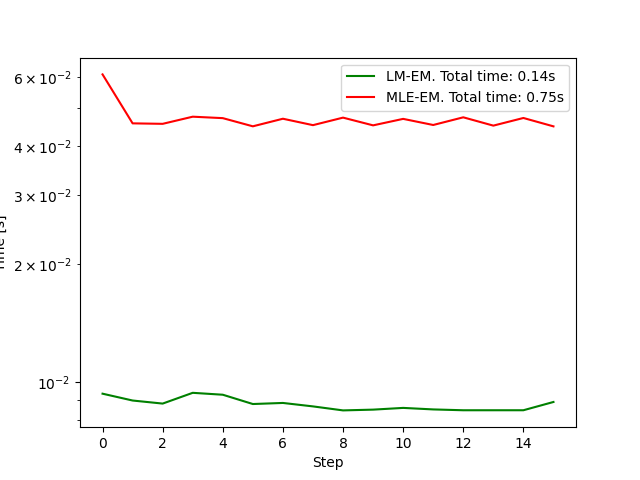 LM-EM. Total time: 0.14s
MLE-EM. Total time: 0.75s
6 × 10⁻²
4 × 10⁻²
3 × 10⁻²
2 × 10⁻²
10⁻²
[s]
0 2 4 6 8 10 12 14
Step